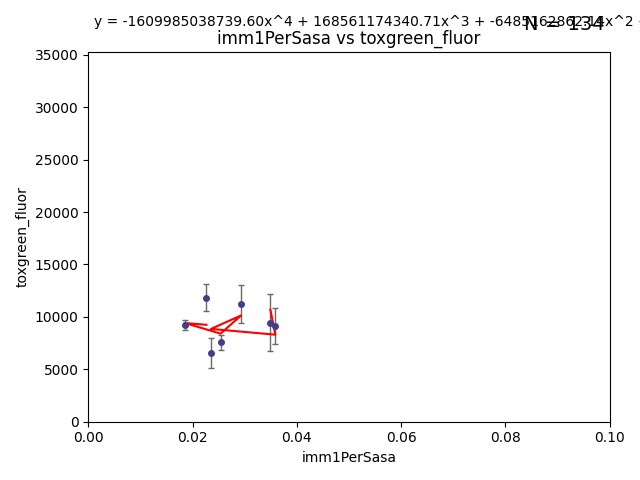 y = -1609985038739.60x^4 + 168561174340.71x^3 + x^2
N = 134
imm1PerSasa vs toxgreen_fluor
35000
30000
25000
20000
15000
10000
5000
0
toxgreen_fluor
0.00 0.02 0.04 0.06 0.08 0.10
imm1PerSasa